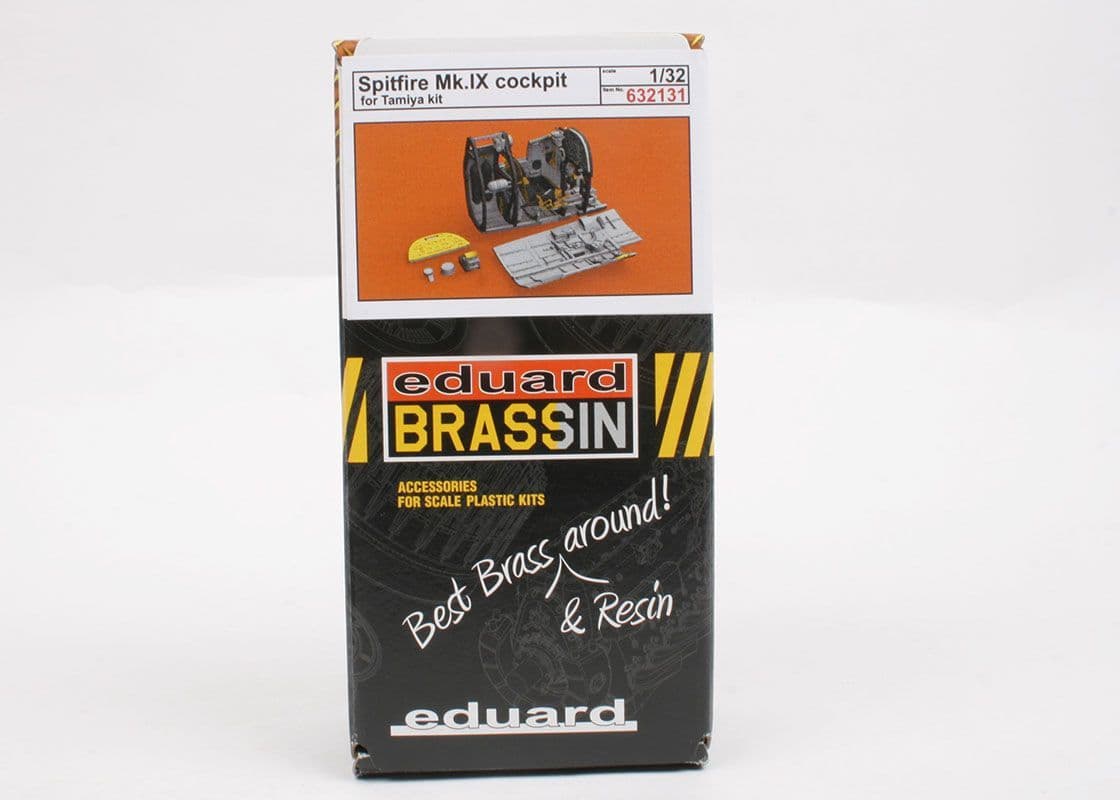 Spitfire Mk.IX cockpit
for Tamiya kit
scale 1/32
Item No. 632131
eduard
BRASSIN
ACCESSORIES
FOR SCALE PLASTIC KITS
Best Brass around!
& Resin
eduard